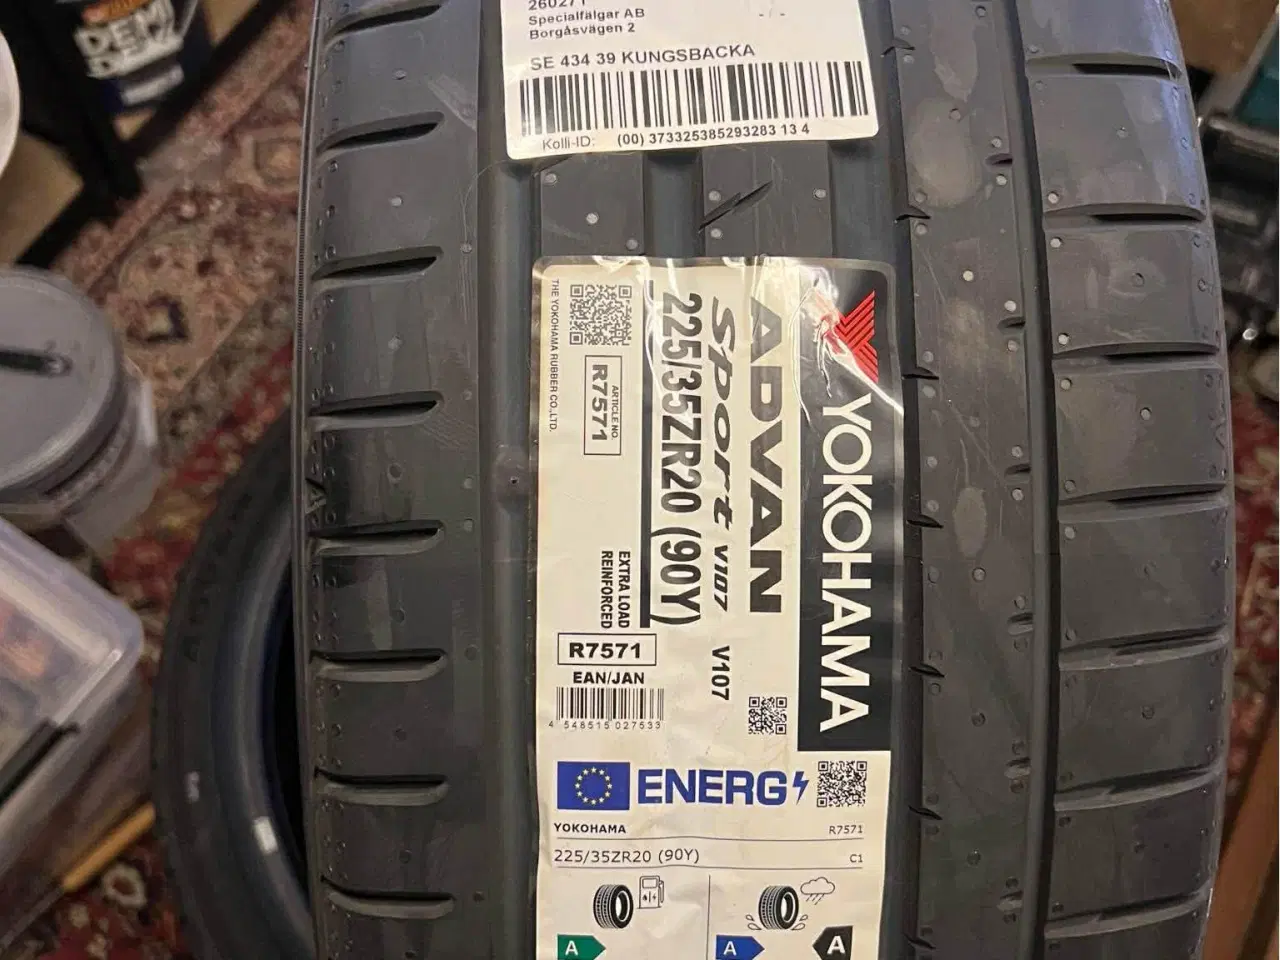 Specialfälgar AB
Borgåsvägen 2
SE 434 39 KUNGSBACKA
Kolli-ID: (00) 373325385293283 13 4
YOKOHAMA
ADVAN
Sport V107 V107
225/35ZR20 (90Y)
EXTRA LOAD
REINFORCED
ARTICLE NO.
R7571
THE YOKOHAMA RUBBER CO.,LTD.
R7571
EAN/JAN
4 548515 027533
ENERG
YOKOHAMA R7571
225/35ZR20 (90Y) C1
A A A